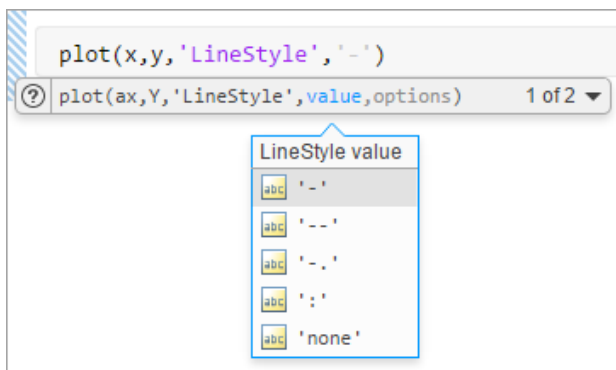 plot(x,y,'LineStyle','-')
? plot(ax,Y,'LineStyle',value,options) 1 of 2
LineStyle value
abc '-'
abc '--'
abc '-.'
abc ':'
abc 'none'